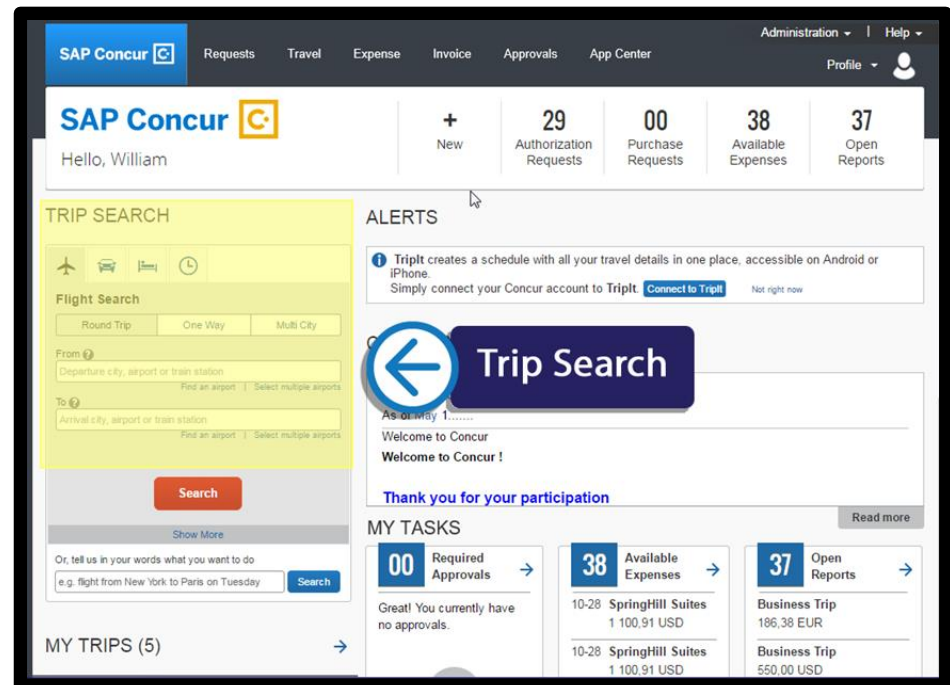 Administration | Help
SAP Concur C Requests Travel Expense Invoice Approvals App Center
Profile
SAP Concur C
Hello, William
+
New
29
Authorization
Requests
00
Purchase
Requests
38
Available
Expenses
37
Open
Reports
TRIP SEARCH
Flight Search
Round Trip One Way Multi City
From ?
Departure city, airport or train station
Find an airport | Select multiple airports
To ?
Arrival city, airport or train station
Find an airport | Select multiple airports
Search
Show More
Or, tell us in your words what you want to do
e.g. flight from New York to Paris on Tuesday Search
MY TRIPS (5)
ALERTS
TripIt creates a schedule with all your travel details in one place, accessible on Android or
iPhone.
Simply connect your Concur account to TripIt. Connect to TripIt Not right now
Trip Search
As of May 1.......
Welcome to Concur
Welcome to Concur !
Thank you for your participation
Read more
MY TASKS
00 Required
Approvals
Great! You currently have
no approvals.
38 Available
Expenses
10-28 SpringHill Suites
1 100,91 USD
10-28 SpringHill Suites
1 100,91 USD
37 Open
Reports
Business Trip
186,38 EUR
Business Trip
550,00 USD